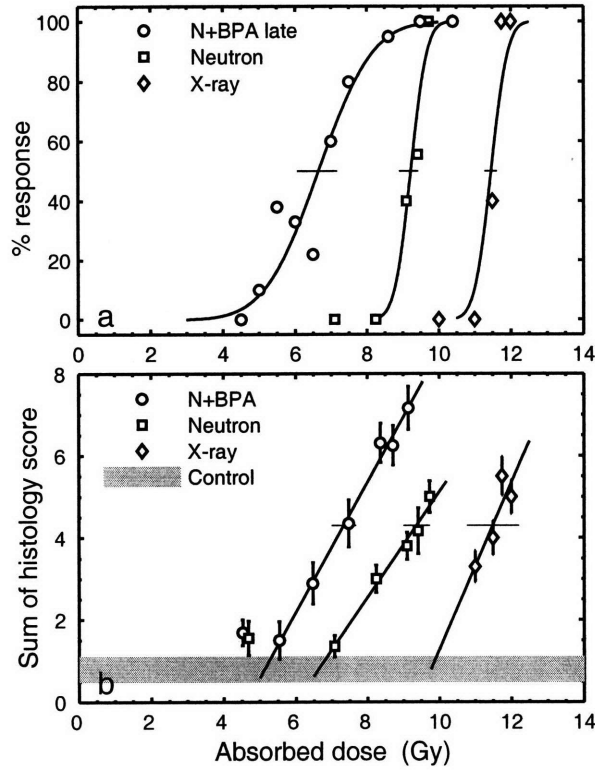 100
80
60
40
20
0
% response
N+BPA late
Neutron
X-ray
a
0 2 4 6 8 10 12 14
8
6
4
2
0
Sum of histology score
N+BPA
Neutron
X-ray
Control
b
0 2 4 6 8 10 12 14
Absorbed dose (Gy)